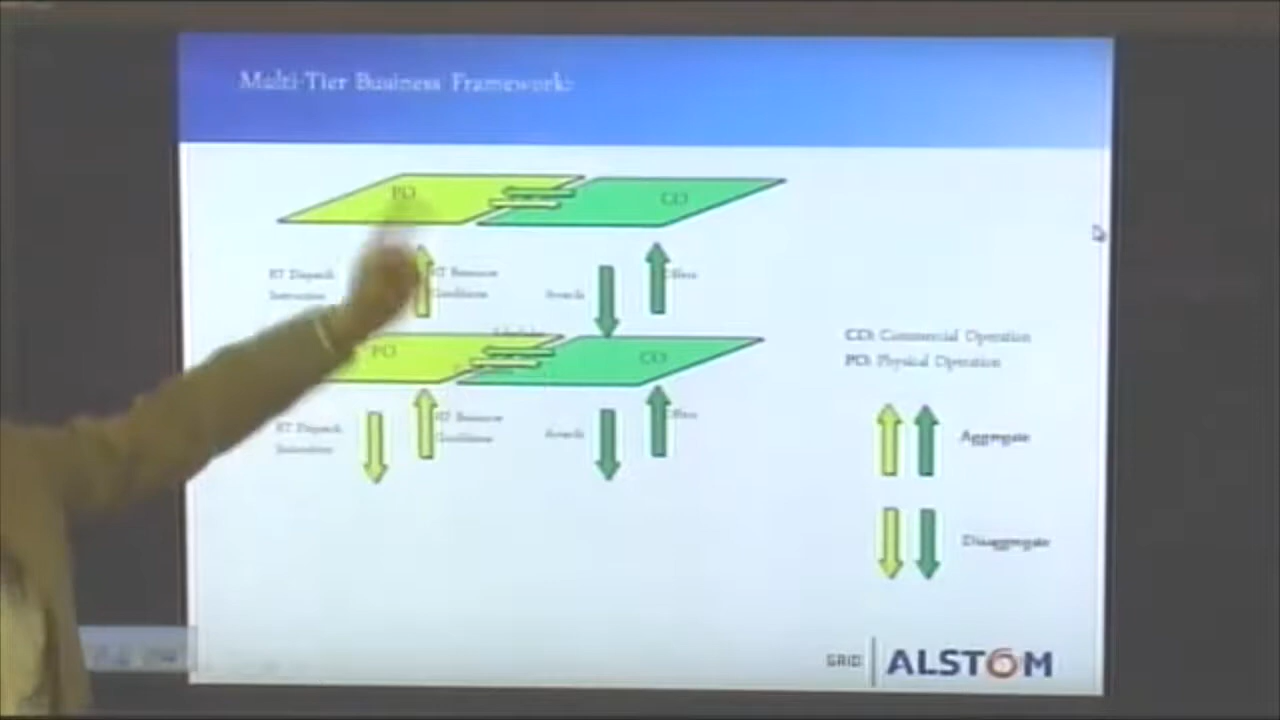 Multi-Tier Business Framework:
PO
CO
RT Dispatch
Instruction
RT Resource
Conditions
Awards
Offers
PO
CO
RT Dispatch
Instruction
RT Resource
Conditions
Awards
Offers
CO: Commercial Operation
PO: Physical Operation
Aggregate
Disaggregate
GRID
ALSTOM